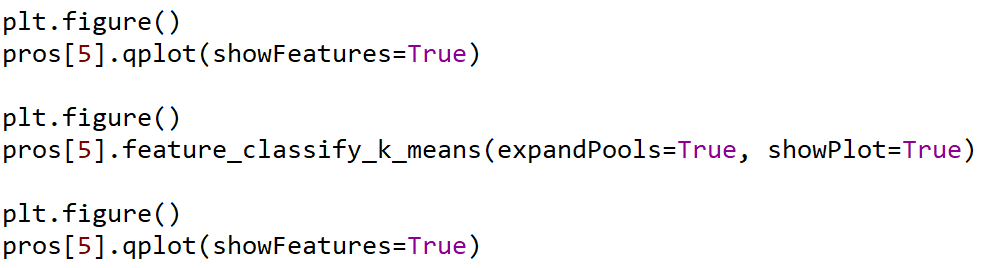 plt.figure()
pros[5].qplot(showFeatures=True)
plt.figure()
pros[5].feature_classify_k_means(expandPools=True, showPlot=True)
plt.figure()
pros[5].qplot(showFeatures=True)